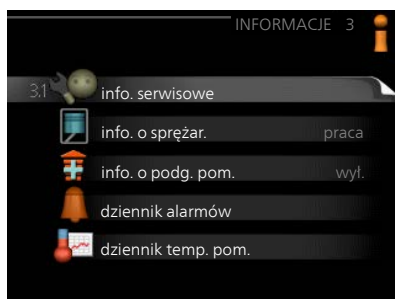 INFORMACJE 3
3.1 info. serwisowe
info. o sprężar. praca
info. o podg. pom. wył.
dziennik alarmów
dziennik temp. pom.